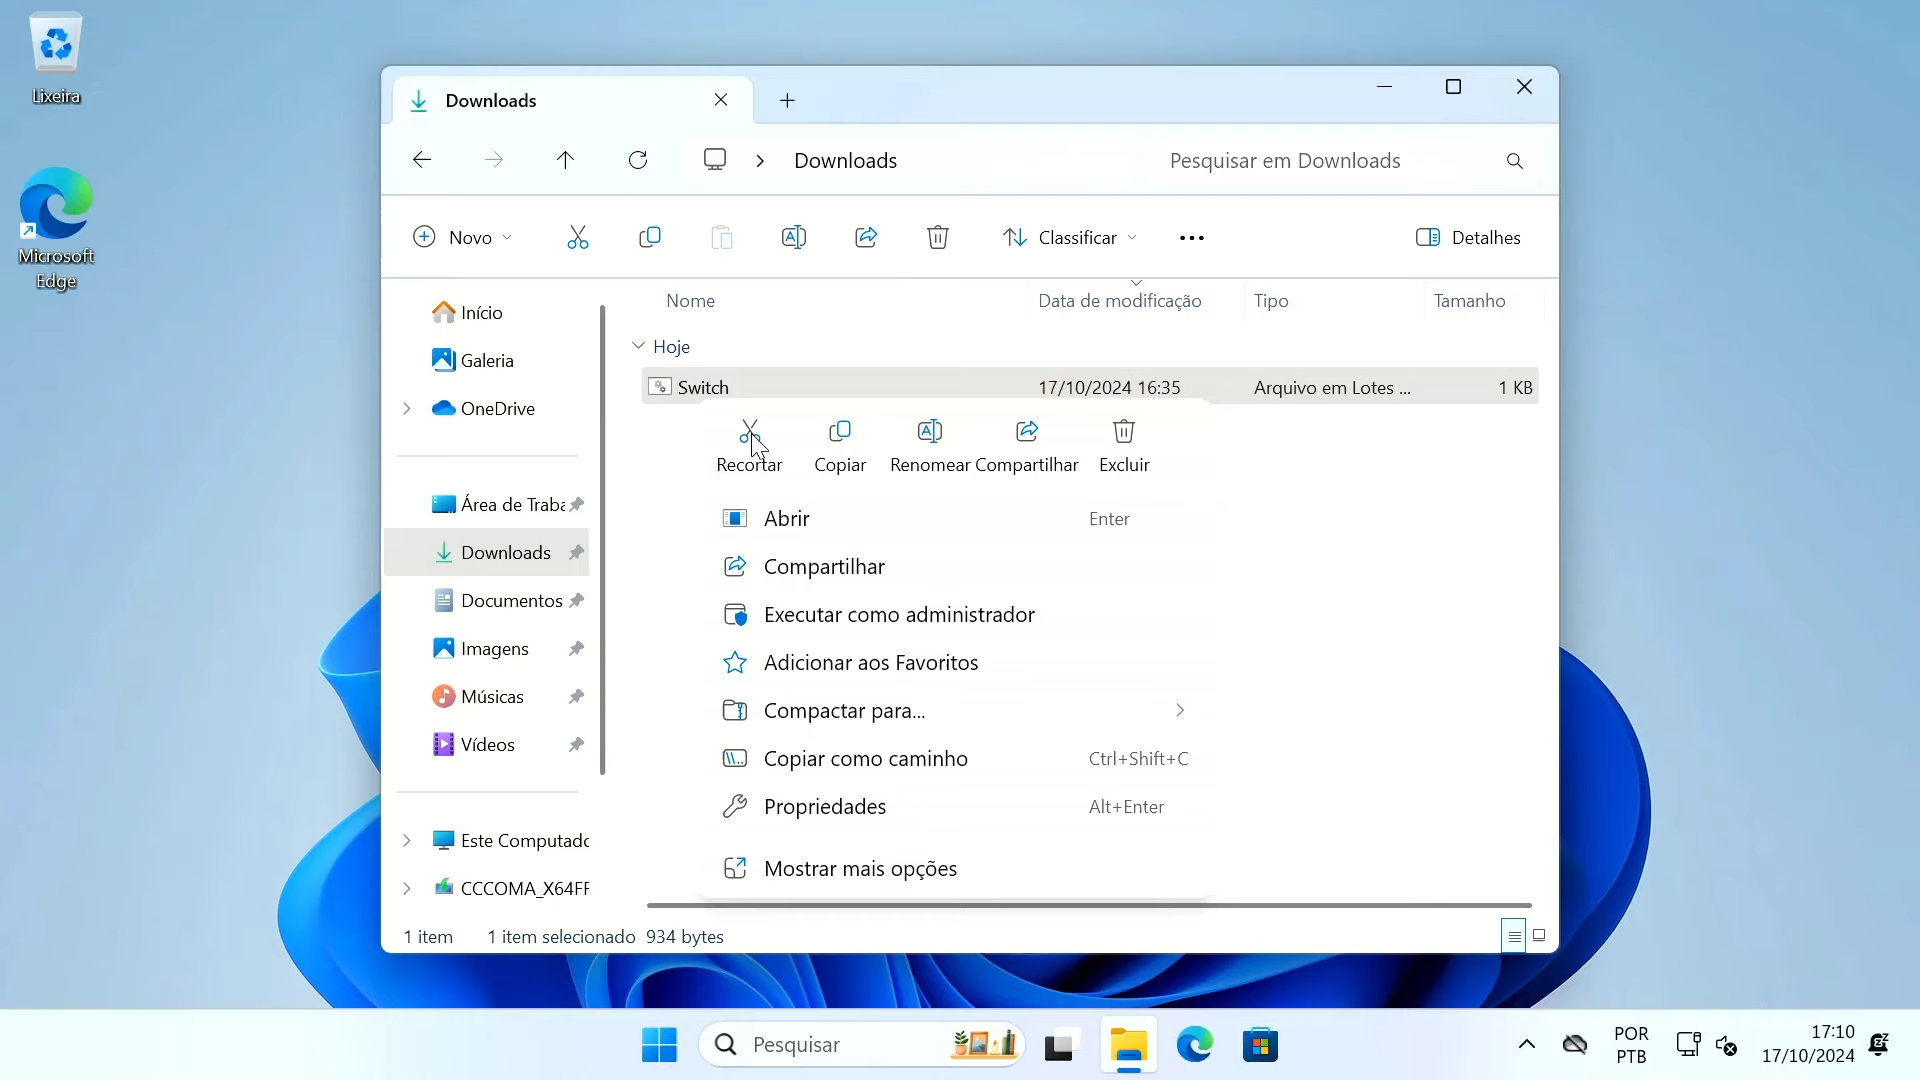 Lixeira
Microsoft
Edge
Downloads
Downloads
Pesquisar em Downloads
Novo
Classificar
Detalhes
Nome
Data de modificação
Tipo
Tamanho
Início
Galeria
OneDrive
Área de Traba
Downloads
Documentos
Imagens
Músicas
Vídeos
Este Computadc
CCCOMA_X64FF
Hoje
Switch
17/10/2024 16:35
Arquivo em Lotes ...
1 KB
Recortar
Copiar
Renomear
Compartilhar
Excluir
Abrir
Enter
Compartilhar
Executar como administrador
Adicionar aos Favoritos
Compactar para...
Copiar como caminho
Ctrl+Shift+C
Propriedades
Alt+Enter
Mostrar mais opções
1 item
1 item selecionado
934 bytes
Pesquisar
POR
PTB
17:10
17/10/2024